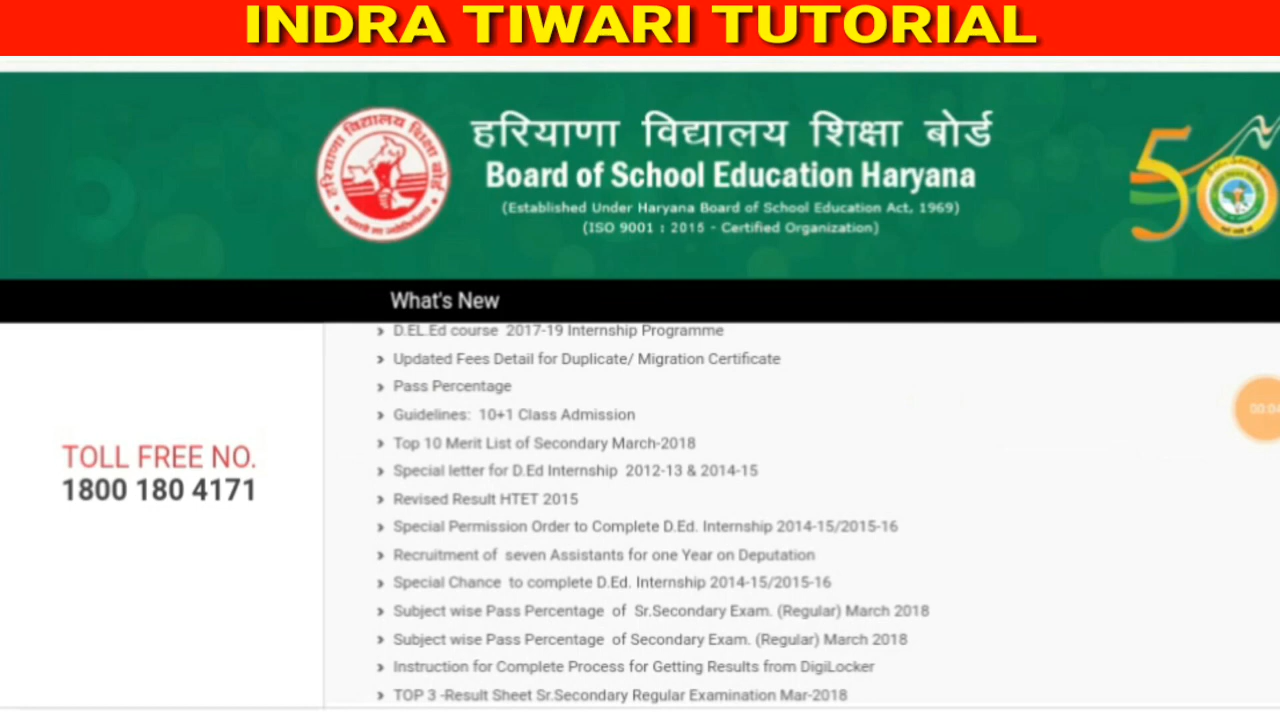 INDRA TIWARI TUTORIAL
हरियाणा विद्यालय शिक्षा बोर्ड
Board of School Education Haryana
(Established Under Haryana Board of School Education Act, 1969)
(ISO 9001 : 2015 - Certified Organization)
हरियाणा विद्यालय शिक्षा बोर्ड
50
What's New
› D.EL.Ed course 2017-19 Internship Programme
› Updated Fees Detail for Duplicate/ Migration Certificate
› Pass Percentage
› Guidelines: 10+1 Class Admission
› Top 10 Merit List of Secondary March-2018
› Special letter for D.Ed Internship 2012-13 & 2014-15
› Revised Result HTET 2015
› Special Permission Order to Complete D.Ed. Internship 2014-15/2015-16
› Recruitment of seven Assistants for one Year on Deputation
› Special Chance to complete D.Ed. Internship 2014-15/2015-16
› Subject wise Pass Percentage of Sr.Secondary Exam. (Regular) March 2018
› Subject wise Pass Percentage of Secondary Exam. (Regular) March 2018
› Instruction for Complete Process for Getting Results from DigiLocker
› TOP 3 -Result Sheet Sr.Secondary Regular Examination Mar-2018
TOLL FREE NO.
1800 180 4171